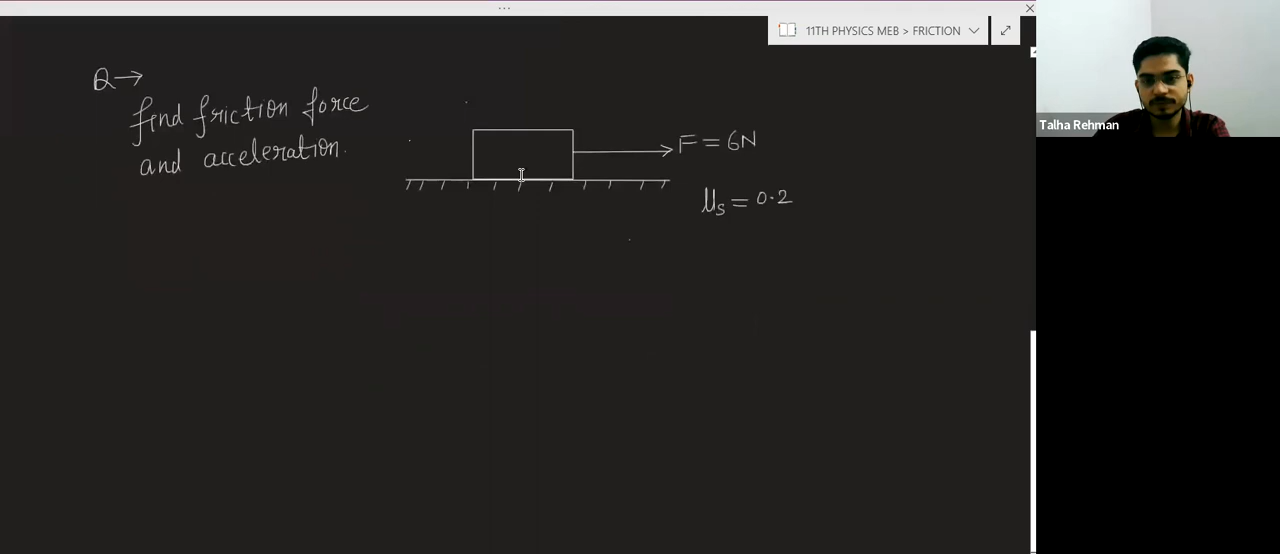 11TH PHYSICS MEB > FRICTION
Q→
find friction force
and acceleration.
F = 6N
μs = 0.2
Talha Rehman